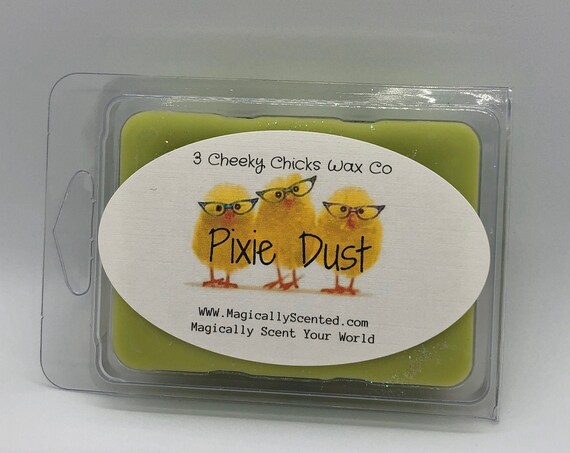 3 Cheeky Chicks Wax Co
Pixie Dust
www.MagicallyScented.com
Magically Scent Your World